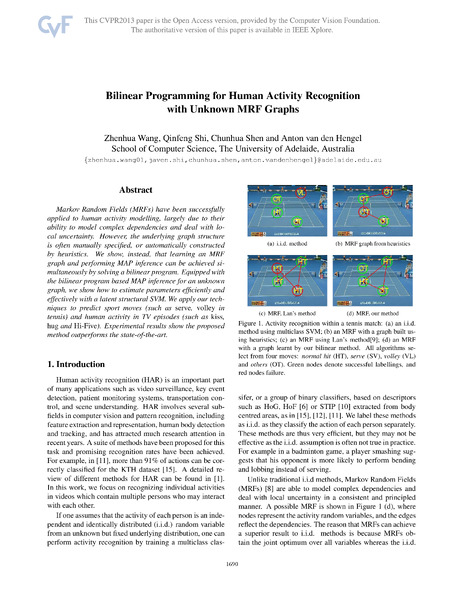 CVF
This CVPR2013 paper is the Open Access version, provided by the Computer Vision Foundation.
The authoritative version of this paper is available in IEEE Xplore.
Bilinear Programming for Human Activity Recognition
with Unknown MRF Graphs
Zhenhua Wang, Qinfeng Shi, Chunhua Shen and Anton van den Hengel
School of Computer Science, The University of Adelaide, Australia
{zhenhua.wang01,javen.shi,chunhua.shen,anton.vandenhengel}@adelaide.edu.au
Abstract
Markov Random Fields (MRFs) have been successfully
applied to human activity modelling, largely due to their
ability to model complex dependencies and deal with lo-
cal uncertainty. However, the underlying graph structure
is often manually specified, or automatically constructed
by heuristics. We show, instead, that learning an MRF
graph and performing MAP inference can be achieved si-
multaneously by solving a bilinear program. Equipped with
the bilinear program based MAP inference for an unknown
graph, we show how to estimate parameters efficiently and
effectively with a latent structural SVM. We apply our tech-
niques to predict sport moves (such as serve, volley in
tennis) and human activity in TV episodes (such as kiss,
hug and Hi-Five). Experimental results show the proposed
method outperforms the state-of-the-art.
1. Introduction
Human activity recognition (HAR) is an important part
of many applications such as video surveillance, key event
detection, patient monitoring systems, transportation con-
trol, and scene understanding. HAR involves several sub-
fields in computer vision and pattern recognition, including
feature extraction and representation, human body detection
and tracking, and has attracted much research attention in
recent years. A suite of methods have been proposed for this
task and promising recognition rates have been achieved.
For example, in [11], more than 91% of actions can be cor-
rectly classified for the KTH dataset [15]. A detailed re-
view of different methods for HAR can be found in [1].
In this work, we focus on recognizing individual activities
in videos which contain multiple persons who may interact
with each other.
If one assumes that the activity of each person is an inde-
pendent and identically distributed (i.i.d.) random variable
from an unknown but fixed underlying distribution, one can
perform activity recognition by training a multiclass clas-
(a) i.i.d. method
(b) MRF graph from heuristics
(c) MRF, Lan's method
(d) MRF, our method
Figure 1. Activity recognition within a tennis match: (a) an i.i.d.
method using multiclass SVM; (b) an MRF with a graph built us-
ing heuristics; (c) an MRF using Lan's method[9]; (d) an MRF
with a graph learnt by our bilinear method. All algorithms se-
lect from four moves: normal hit (HT), serve (SV), volley (VL)
and others (OT). Green nodes denote successful labellings, and
red nodes failure.
sifer, or a group of binary classifiers, based on descriptors
such as HoG, HoF [6] or STIP [10] extracted from body
centred areas, as in [15], [12], [11]. We label these methods
as i.i.d. as they classify the action of each person separately.
These methods are thus very efficient, but they may not be
effective as the i.i.d. assumption is often not true in practice.
For example in a badminton game, a player smashing sug-
gests that his opponent is more likely to perform bending
and lobbing instead of serving.
Unlike traditional i.i.d methods, Markov Random Fields
(MRFs) [8] are able to model complex dependencies and
deal with local uncertainty in a consistent and principled
manner. A possible MRF is shown in Figure 1 (d), where
nodes represent the activity random variables, and the edges
reflect the dependencies. The reason that MRFs can achieve
a superior result to i.i.d. methods is because MRFs ob-
tain the joint optimum over all variables whereas the i.i.d.
1690